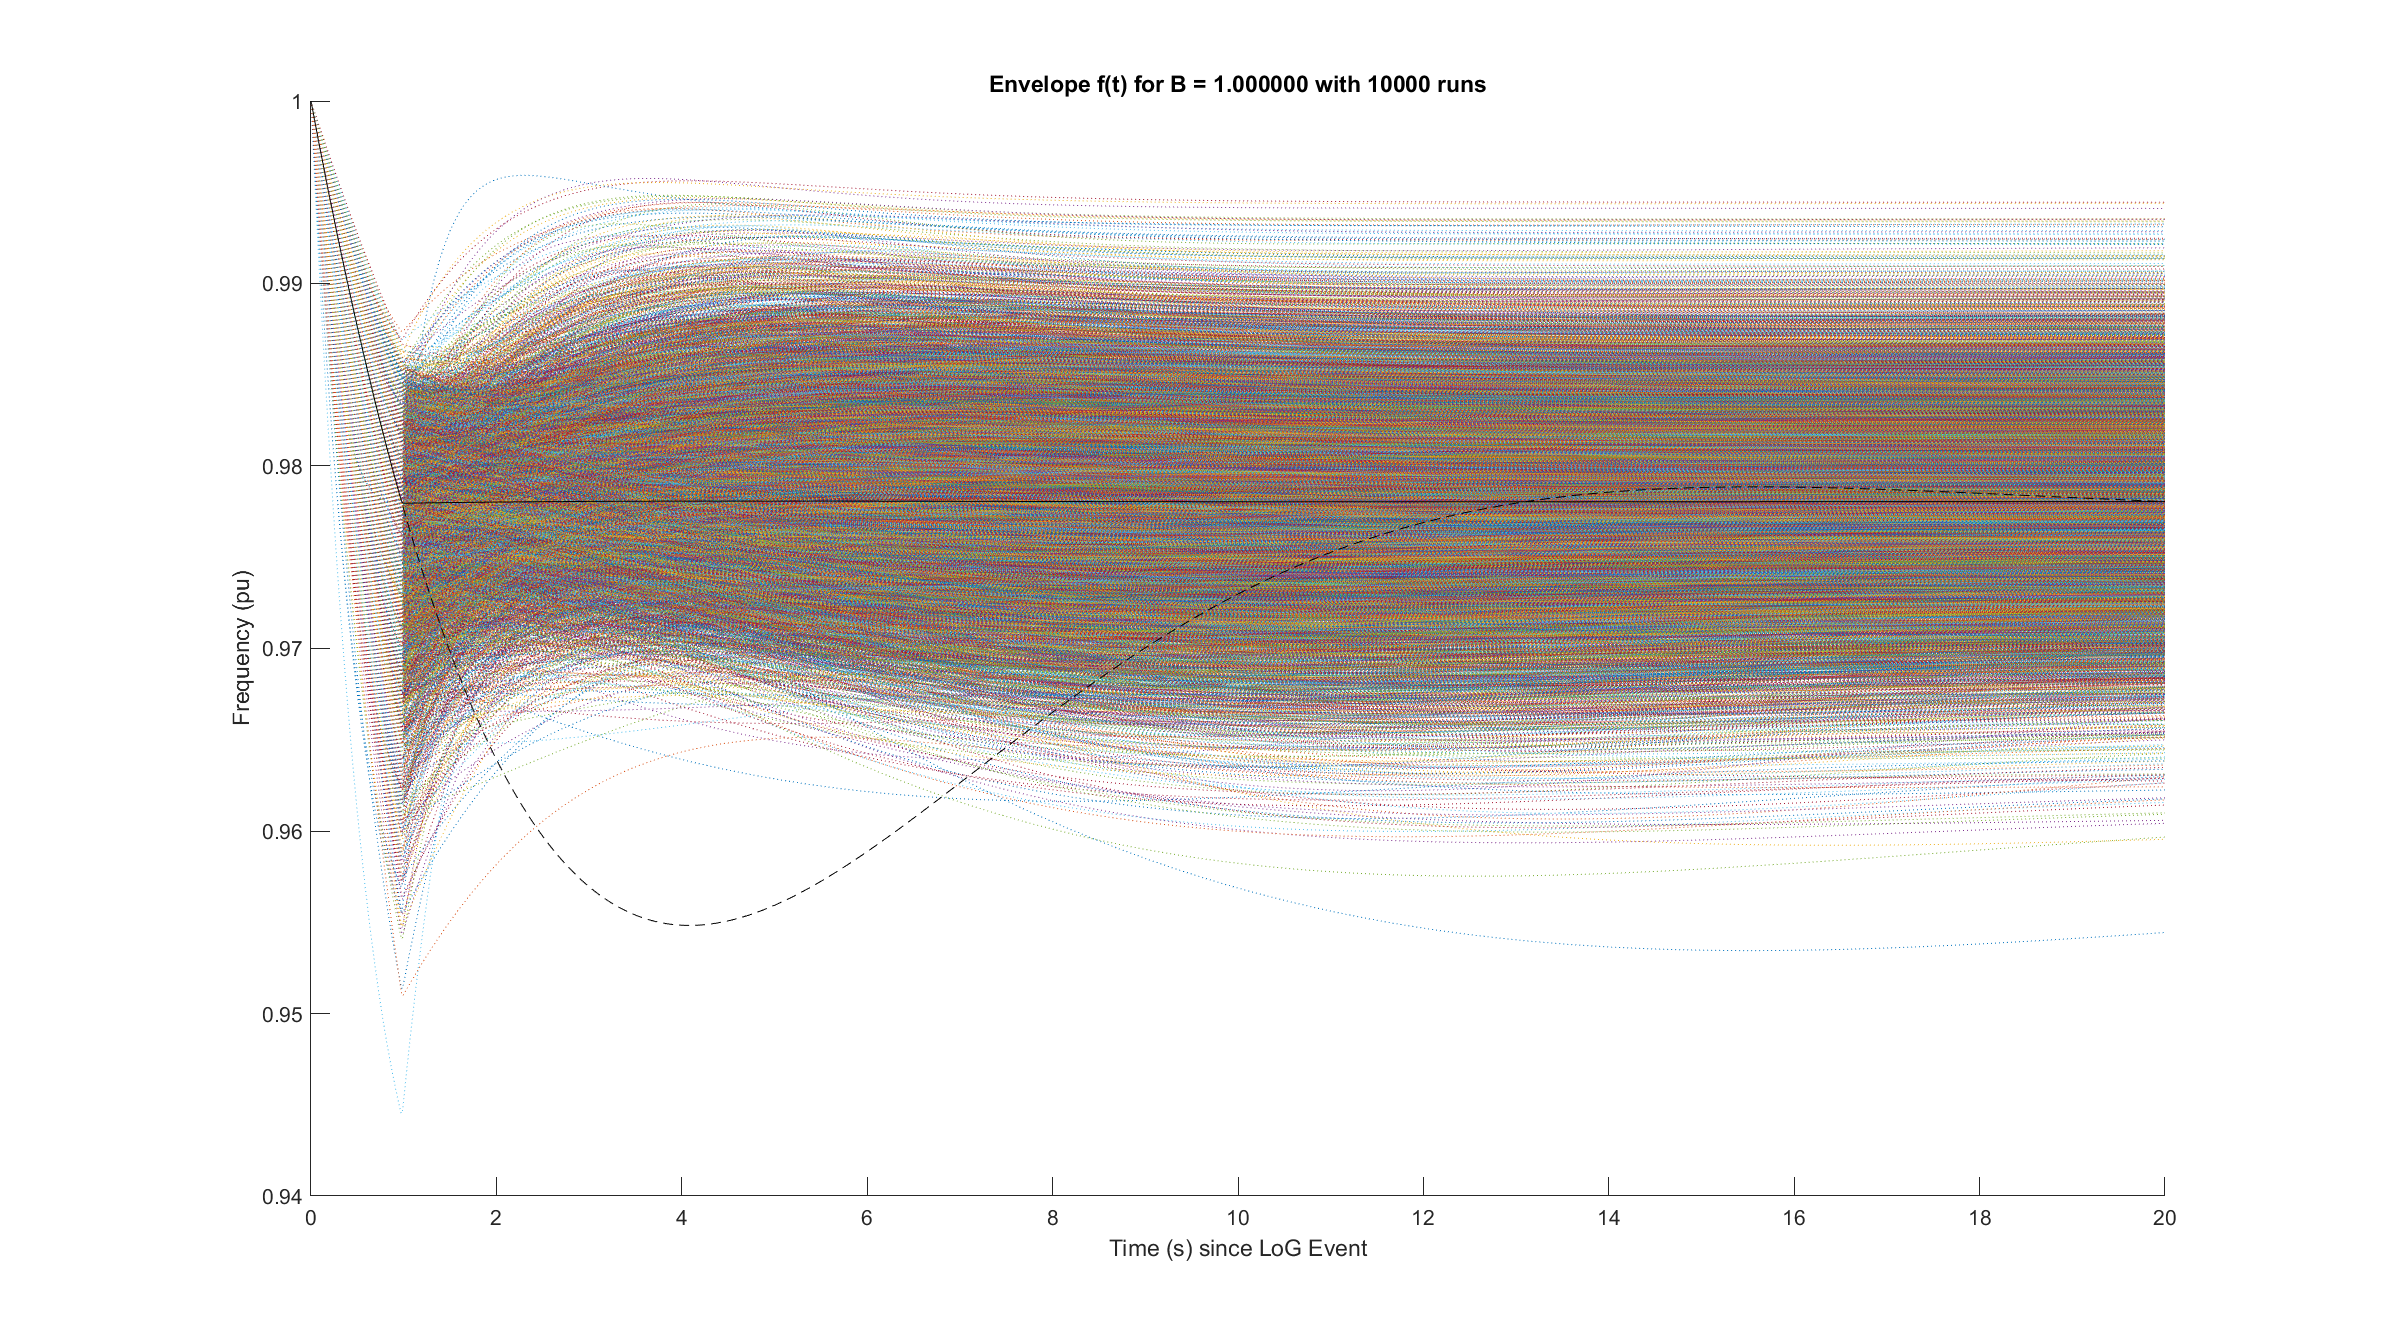 Envelope f(t) for B = 1.000000 with 10000 runs
1
0.99
0.98
0.97
0.96
0.95
0.94
Frequency (pu)
0 2 4 6 8 10 12 14 16 18 20
Time (s) since LoG Event